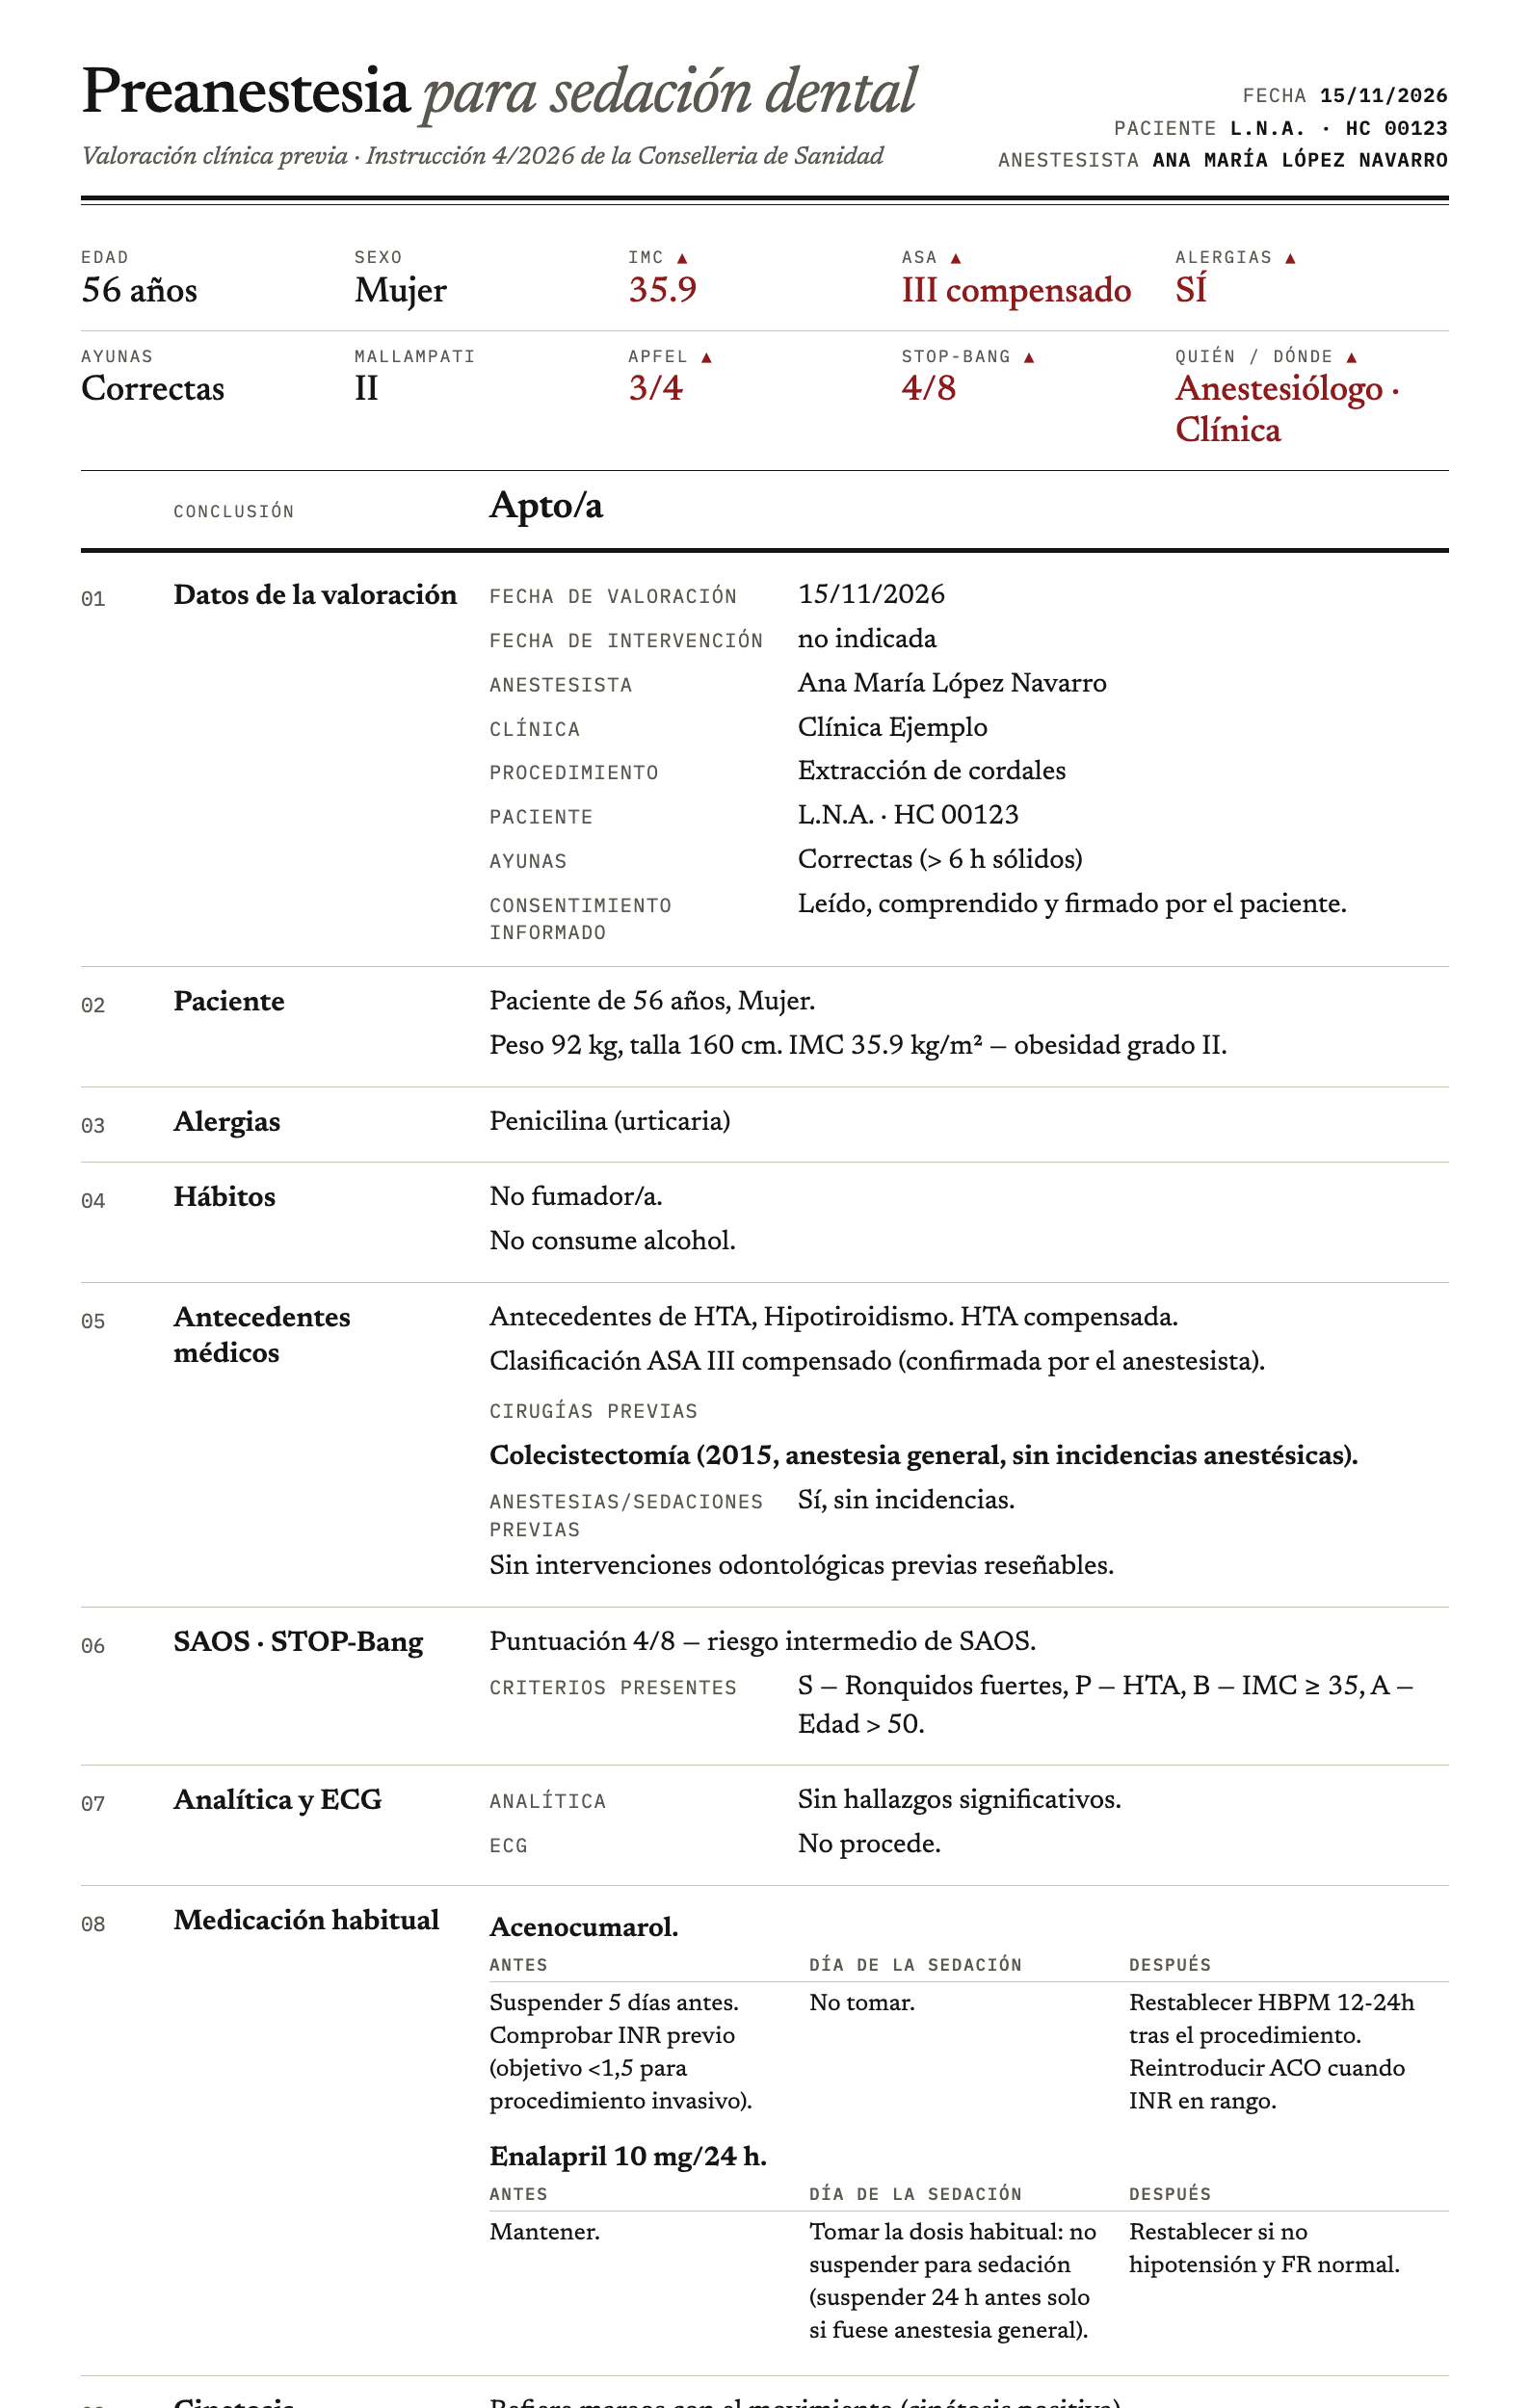 Preanestesia para sedación dental
Valoración clínica previa · Instrucción 4/2026 de la Conselleria de Sanidad
FECHA 15/11/2026
PACIENTE L.N.A. · HC 00123
ANESTESISTA ANA MARÍA LÓPEZ NAVARRO
EDAD
56 años
SEXO
Mujer
IMC ▲
35.9
ASA ▲
III compensado
ALERGIAS ▲
SÍ
AYUNAS
Correctas
MALLAMPATI
II
APFEL ▲
3/4
STOP-BANG ▲
4/8
QUIÉN / DÓNDE ▲
Anestesiólogo ·
Clínica
CONCLUSIÓN Apto/a
01 Datos de la valoración
FECHA DE VALORACIÓN 15/11/2026
FECHA DE INTERVENCIÓN no indicada
ANESTESISTA Ana María López Navarro
CLÍNICA Clínica Ejemplo
PROCEDIMIENTO Extracción de cordales
PACIENTE L.N.A. · HC 00123
AYUNAS Correctas (> 6 h sólidos)
CONSENTIMIENTO
INFORMADO
Leído, comprendido y firmado por el paciente.
02 Paciente
Paciente de 56 años, Mujer.
Peso 92 kg, talla 160 cm. IMC 35.9 kg/m² — obesidad grado II.
03 Alergias
Penicilina (urticaria)
04 Hábitos
No fumador/a.
No consume alcohol.
05 Antecedentes
médicos
Antecedentes de HTA, Hipotiroidismo. HTA compensada.
Clasificación ASA III compensado (confirmada por el anestesista).
CIRUGÍAS PREVIAS
Colecistectomía (2015, anestesia general, sin incidencias anestésicas).
ANESTESIAS/SEDACIONES
PREVIAS
Sí, sin incidencias.
Sin intervenciones odontológicas previas reseñables.
06 SAOS · STOP-Bang
Puntuación 4/8 — riesgo intermedio de SAOS.
CRITERIOS PRESENTES
S — Ronquidos fuertes, P — HTA, B — IMC ≥ 35, A —
Edad > 50.
07 Analítica y ECG
ANALÍTICA Sin hallazgos significativos.
ECG No procede.
08 Medicación habitual
Acenocumarol.
ANTES
Suspender 5 días antes.
Comprobar INR previo
(objetivo <1,5 para
procedimiento invasivo).
DÍA DE LA SEDACIÓN
No tomar.
DESPUÉS
Restablecer HBPM 12-24h
tras el procedimiento.
Reintroducir ACO cuando
INR en rango.
Enalapril 10 mg/24 h.
ANTES
Mantener.
DÍA DE LA SEDACIÓN
Tomar la dosis habitual: no
suspender para sedación
(suspender 24 h antes solo
si fuese anestesia general).
DESPUÉS
Restablecer si no
hipotensión y FR normal.